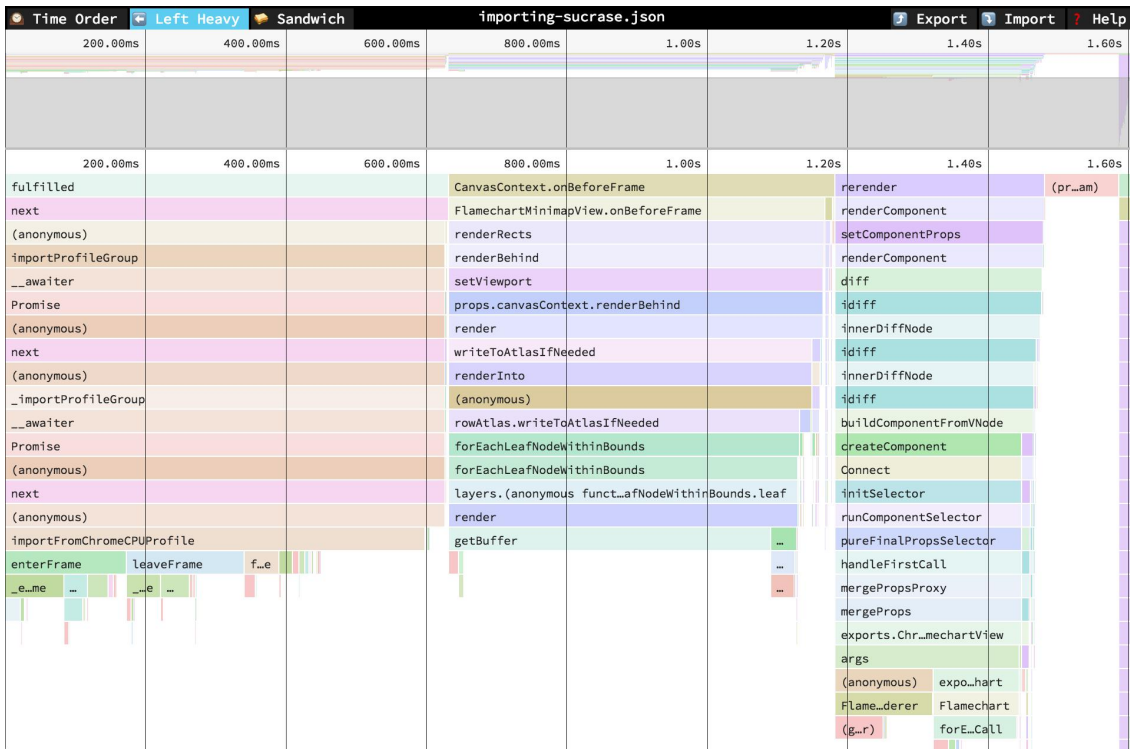 Time Order Left Heavy Sandwich importing-sucrase.json Export Import ? Help
200.00ms 400.00ms 600.00ms 800.00ms 1.00s 1.20s 1.40s 1.60s
200.00ms 400.00ms 600.00ms 800.00ms 1.00s 1.20s 1.40s 1.60s
fulfilled CanvasContext.onBeforeFrame rerender (pr…am)
next FlamechartMinimapView.onBeforeFrame renderComponent
(anonymous) renderRects setComponentProps
importProfileGroup renderBehind renderComponent
__awaiter setViewport diff
Promise props.canvasContext.renderBehind idiff
(anonymous) render innerDiffNode
next writeToAtlasIfNeeded idiff
(anonymous) renderInto innerDiffNode
_importProfileGroup (anonymous) idiff
__awaiter rowAtlas.writeToAtlasIfNeeded buildComponentFromVNode
Promise forEachLeafNodeWithinBounds createComponent
(anonymous) forEachLeafNodeWithinBounds Connect
next layers.(anonymous funct…afNodeWithinBounds.leaf initSelector
(anonymous) render runComponentSelector
importFromChromeCPUProfile getBuffer … pureFinalPropsSelector
enterFrame leaveFrame f…e … handleFirstCall
_e…me … _…e … … mergePropsProxy
mergeProps
exports.Chr…mechartView
args
(anonymous) expo…hart
Flame…derer Flamechart
(g…r) forE…Call